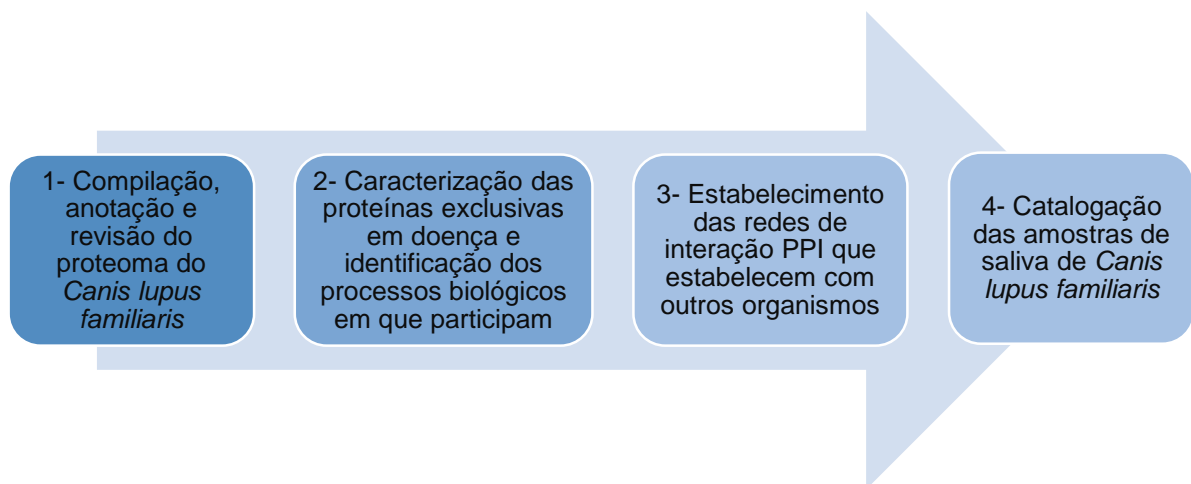 1- Compilação,
anotação e
revisão do
proteoma do
Canis lupus
familiaris
2- Caracterização das
proteínas exclusivas
em doença e
identificação dos
processos biológicos
em que participam
3- Estabelecimento
das redes de
interação PPI que
estabelecem com
outros organismos
4- Catalogação
das amostras de
saliva de Canis
lupus familiaris